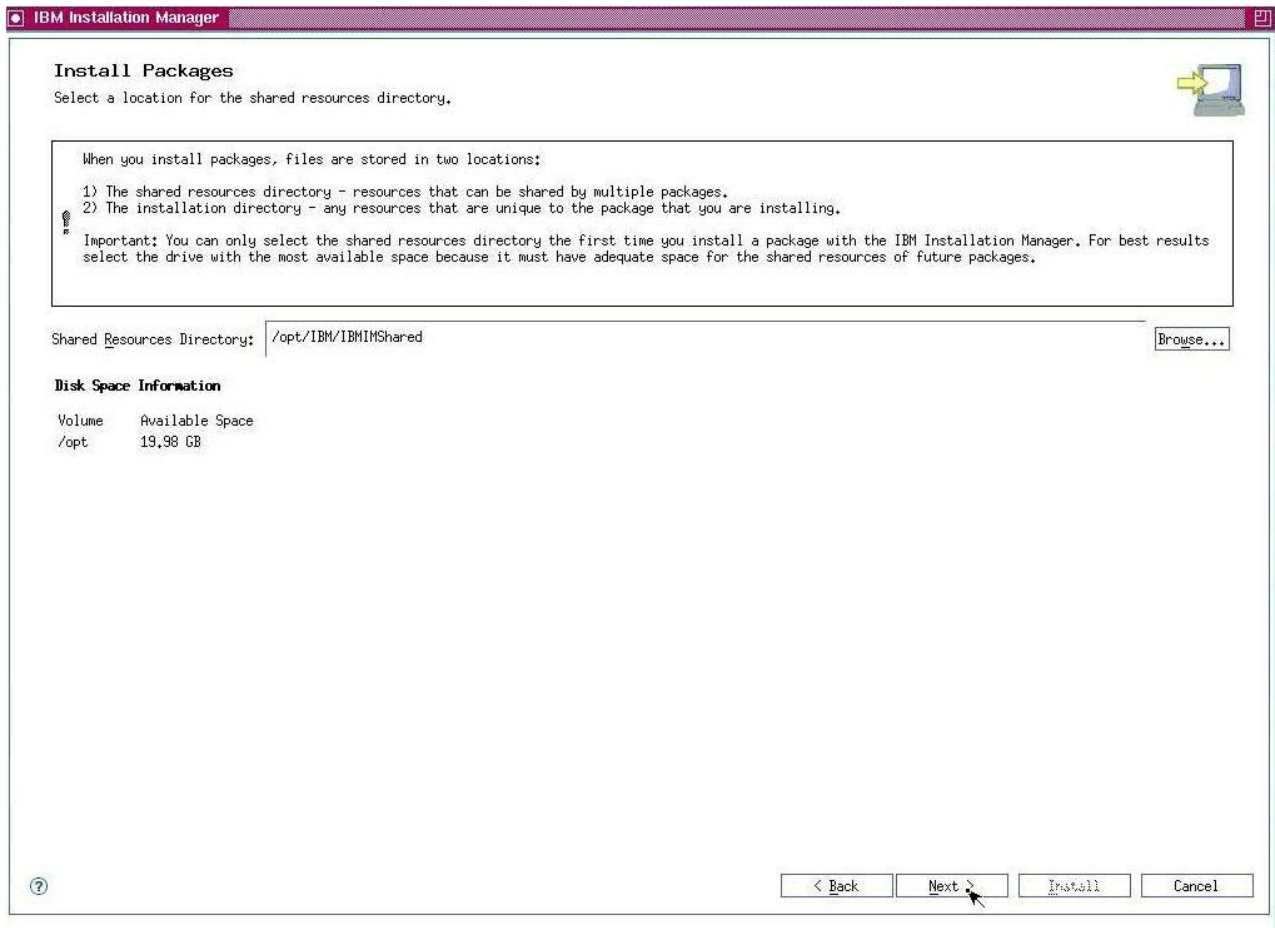 IBM Installation Manager
Install Packages
Select a location for the shared resources directory.
When you install packages, files are stored in two locations:
1) The shared resources directory - resources that can be shared by multiple packages.
2) The installation directory - any resources that are unique to the package that you are installing.
Important: You can only select the shared resources directory the first time you install a package with the IBM Installation Manager. For best results
select the drive with the most available space because it must have adequate space for the shared resources of future packages.
Shared Resources Directory: /opt/IBM/IBMIMShared Browse...
Disk Space Information
Volume Available Space
/opt 19.98 GB
? < Back Next > Install Cancel